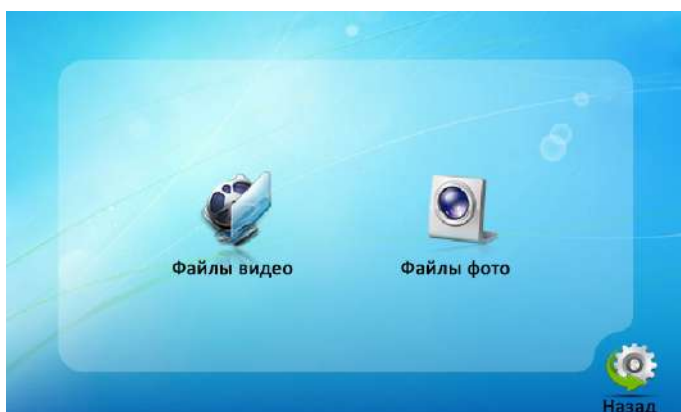 Файлы видео
Файлы фото
Назад